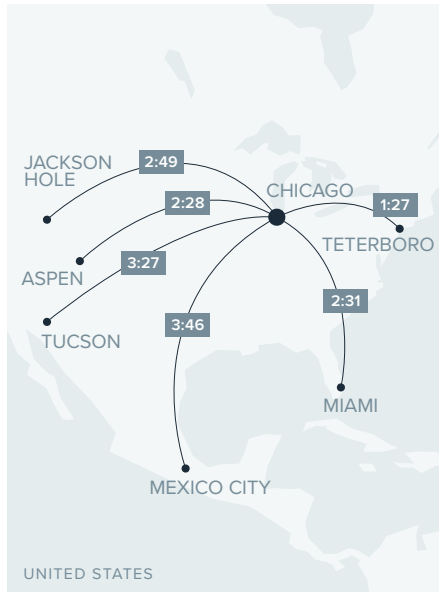 JACKSON
HOLE
2:49
CHICAGO
2:28
1:27
TETERBORO
ASPEN
3:27
2:31
3:46
TUCSON
MIAMI
MEXICO CITY
UNITED STATES